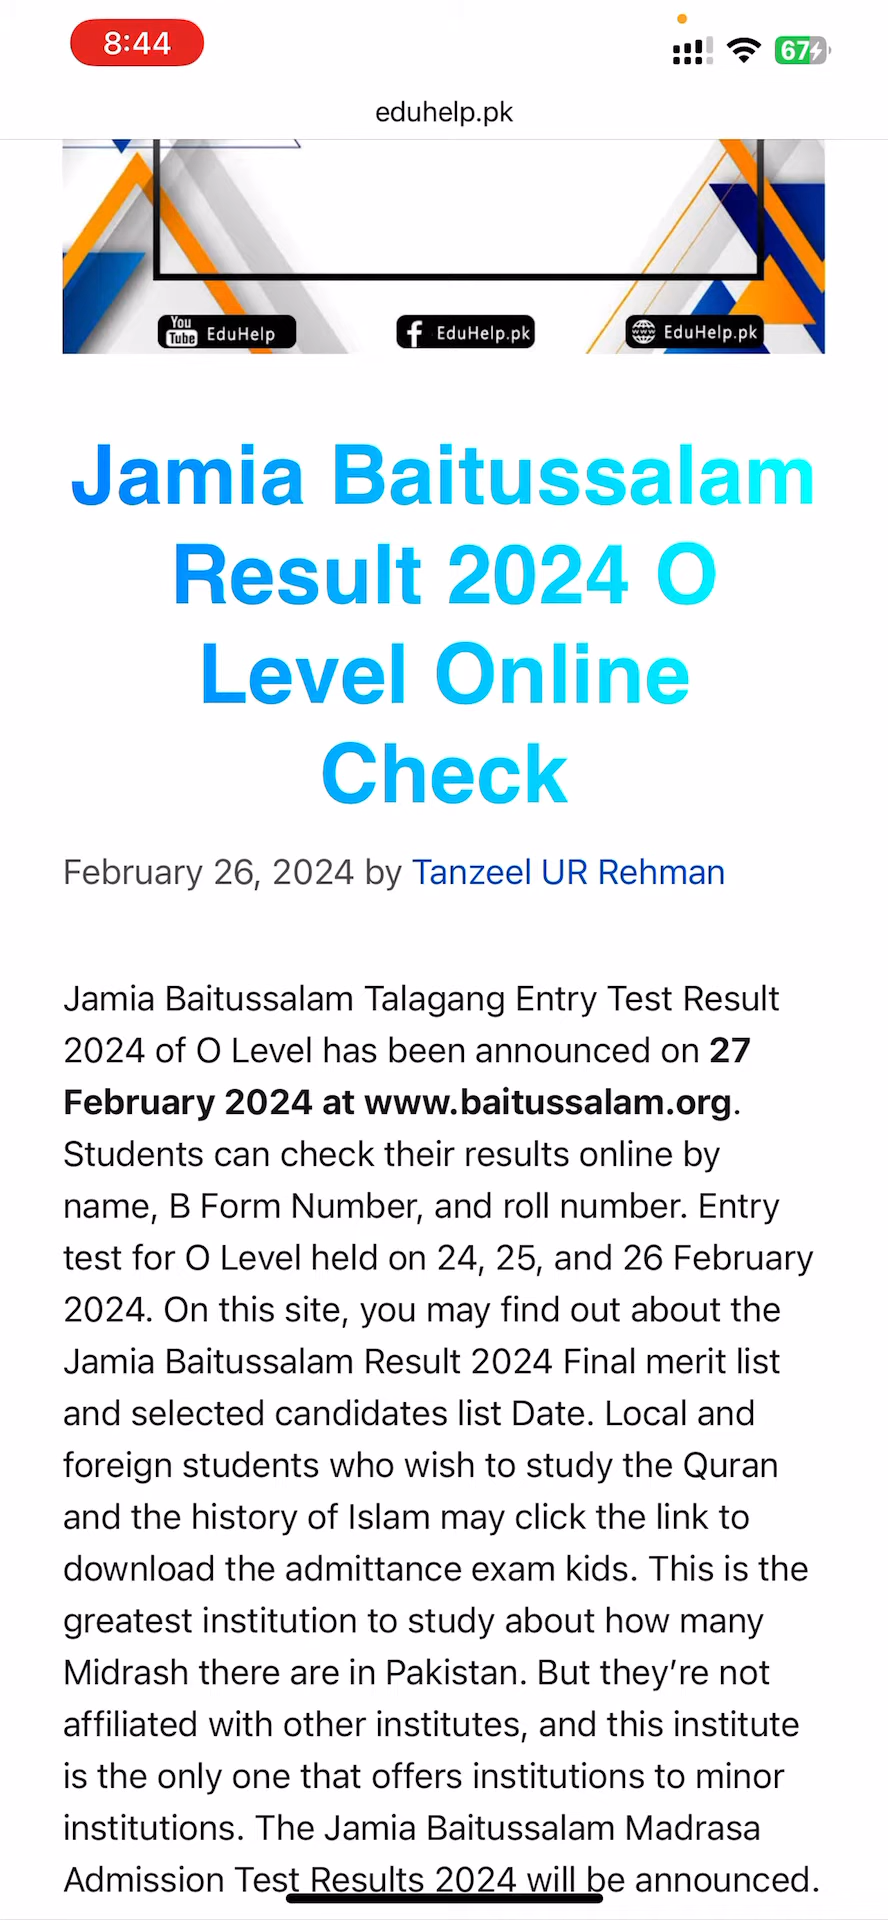 8:44
67
eduhelp.pk
You
Tube EduHelp
f EduHelp.pk
www EduHelp.pk
Jamia Baitussalam
Result 2024 O
Level Online
Check
February 26, 2024 by Tanzeel UR Rehman
Jamia Baitussalam Talagang Entry Test Result
2024 of O Level has been announced on 27
February 2024 at www.baitussalam.org.
Students can check their results online by
name, B Form Number, and roll number. Entry
test for O Level held on 24, 25, and 26 February
2024. On this site, you may find out about the
Jamia Baitussalam Result 2024 Final merit list
and selected candidates list Date. Local and
foreign students who wish to study the Quran
and the history of Islam may click the link to
download the admittance exam kids. This is the
greatest institution to study about how many
Midrash there are in Pakistan. But they’re not
affiliated with other institutes, and this institute
is the only one that offers institutions to minor
institutions. The Jamia Baitussalam Madrasa
Admission Test Results 2024 will be announced.